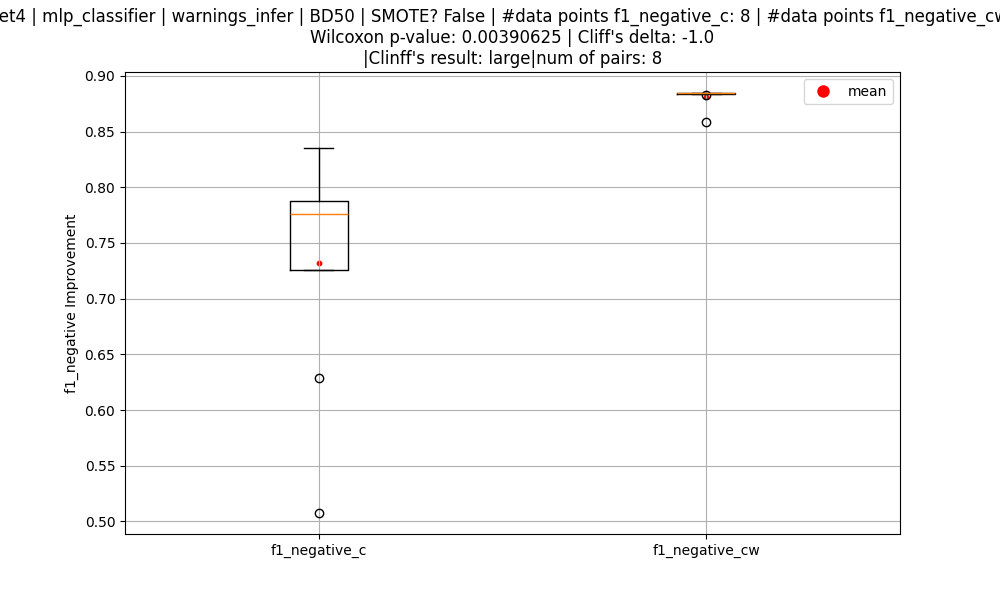 et4 | mlp_classifier | warnings_infer | BD50 | SMOTE? False | #data points f1_negative_c: 8 | #data points f1_negative_cw
Wilcoxon p-value: 0.00390625 | Cliff's delta: -1.0
|Clinff's result: large|num of pairs: 8
mean
0.90
0.85
0.80
0.75
0.70
0.65
0.60
0.55
0.50
f1_negative Improvement
f1_negative_c
f1_negative_cw